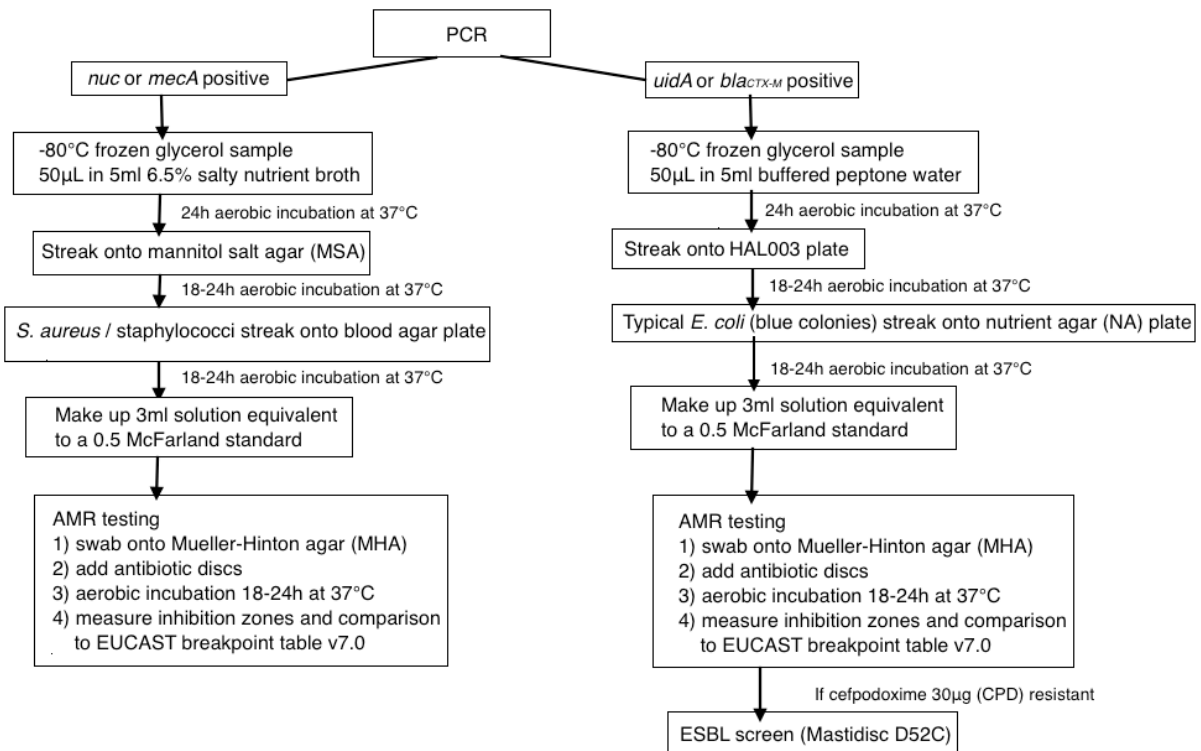 PCR
nuc or mecA positive
-80°C frozen glycerol sample
50µL in 5ml 6.5% salty nutrient broth
24h aerobic incubation at 37°C
Streak onto mannitol salt agar (MSA)
18-24h aerobic incubation at 37°C
S. aureus / staphylococci streak onto blood agar plate
18-24h aerobic incubation at 37°C
Make up 3ml solution equivalent
to a 0.5 McFarland standard
AMR testing
1) swab onto Mueller-Hinton agar (MHA)
2) add antibiotic discs
3) aerobic incubation 18-24h at 37°C
4) measure inhibition zones and comparison
to EUCAST breakpoint table v7.0
uidA or blaCTX-M positive
-80°C frozen glycerol sample
50µL in 5ml buffered peptone water
24h aerobic incubation at 37°C
Streak onto HAL003 plate
18-24h aerobic incubation at 37°C
Typical E. coli (blue colonies) streak onto nutrient agar (NA) plate
18-24h aerobic incubation at 37°C
Make up 3ml solution equivalent
to a 0.5 McFarland standard
AMR testing
1) swab onto Mueller-Hinton agar (MHA)
2) add antibiotic discs
3) aerobic incubation 18-24h at 37°C
4) measure inhibition zones and comparison
to EUCAST breakpoint table v7.0
If cefpodoxime 30µg (CPD) resistant
ESBL screen (Mastidisc D52C)